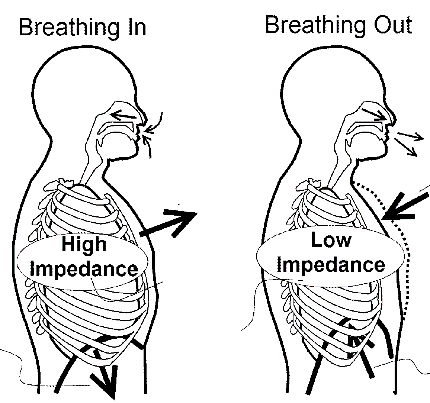 Breathing In
Breathing Out
High
Impedance
Low
Impedance